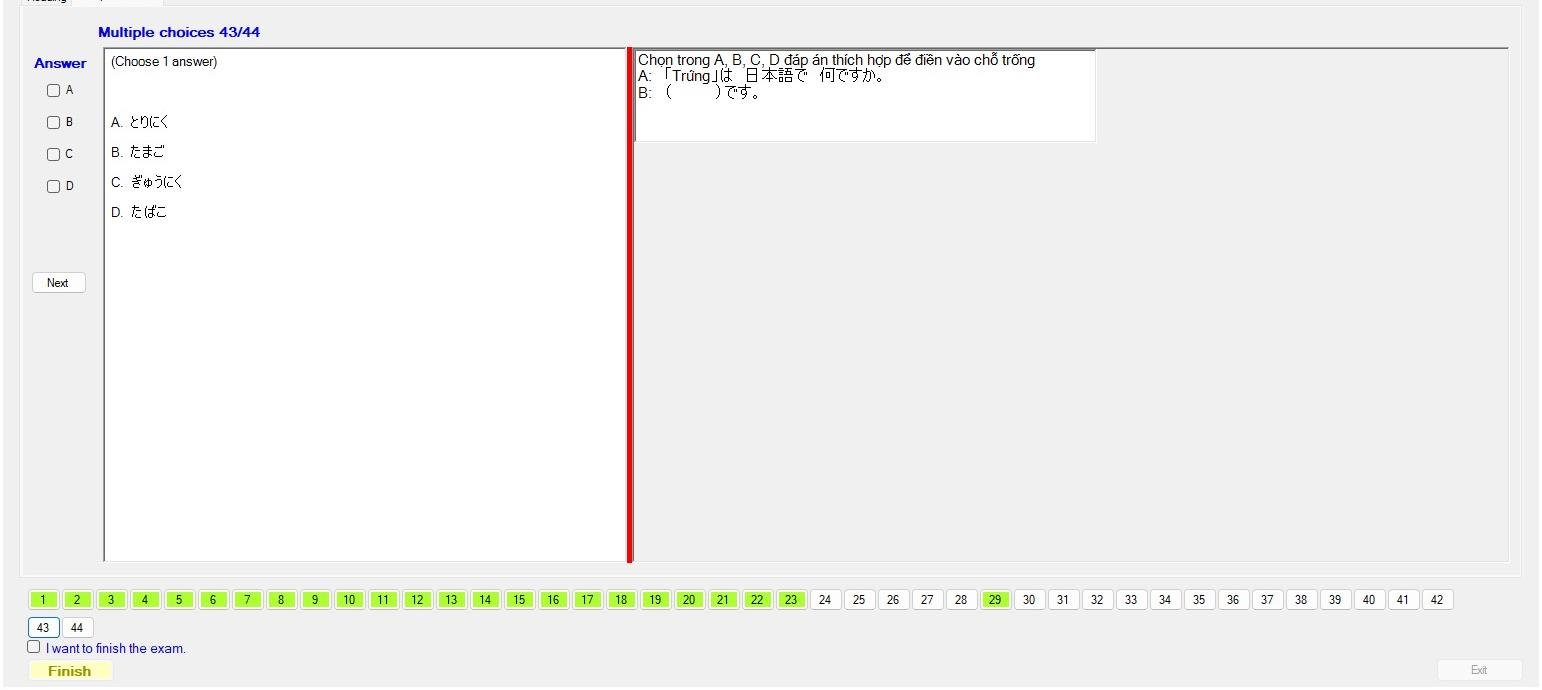 Multiple choices 43/44
Answer
A
B
C
D
Next
(Choose 1 answer)
A. とりにく
B. たまご
C. ぎゅうにく
D. たばこ
Chọn trong A, B, C, D đáp án thích hợp để điền vào chỗ trống
A: 「Trứng」は 日本語で 何ですか。
B: ( )です。
1 2 3 4 5 6 7 8 9 10 11 12 13 14 15 16 17 18 19 20 21 22 23 24 25 26 27 28 29 30 31 32 33 34 35 36 37 38 39 40 41 42
43 44
I want to finish the exam.
Finish
Exit